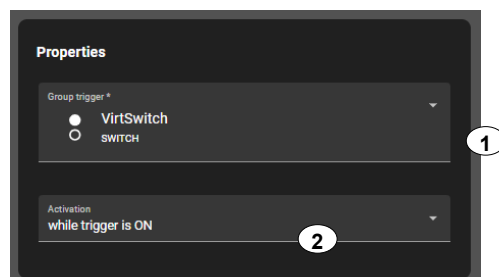 Properties
Group trigger *
VirtSwitch
SWITCH
1
Activation
while trigger is ON
2